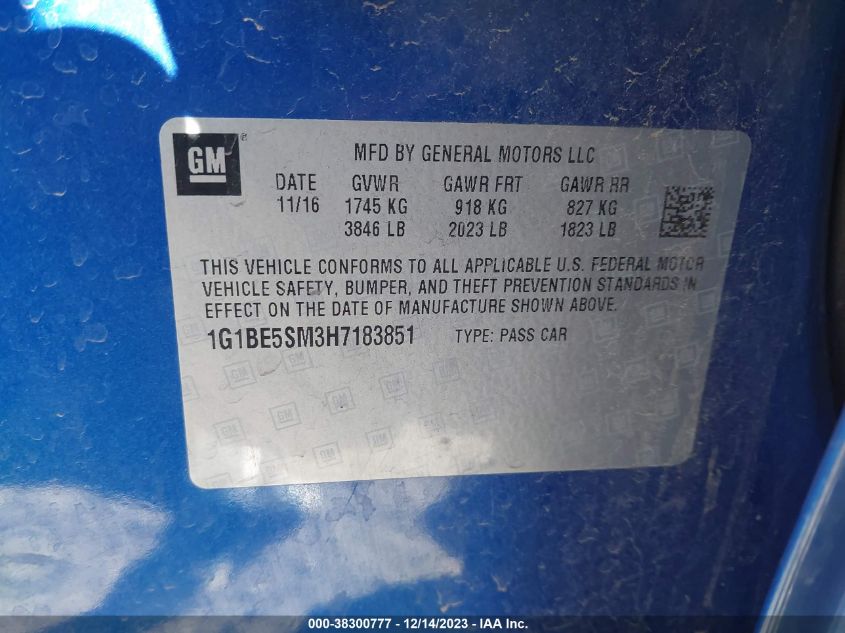 GM ® MFD BY GENERAL MOTORS LLC
DATE GVWR GAWR FRT GAWR RR
11/16 1745 KG 918 KG 827 KG
3846 LB 2023 LB 1823 LB
THIS VEHICLE CONFORMS TO ALL APPLICABLE U.S. FEDERAL MOTOR
VEHICLE SAFETY, BUMPER, AND THEFT PREVENTION STANDARDS IN
EFFECT ON THE DATE OF MANUFACTURE SHOWN ABOVE.
1G1BE5SM3H7183851 TYPE: PASS CAR
000-38300777 - 12/14/2023 - IAA Inc.